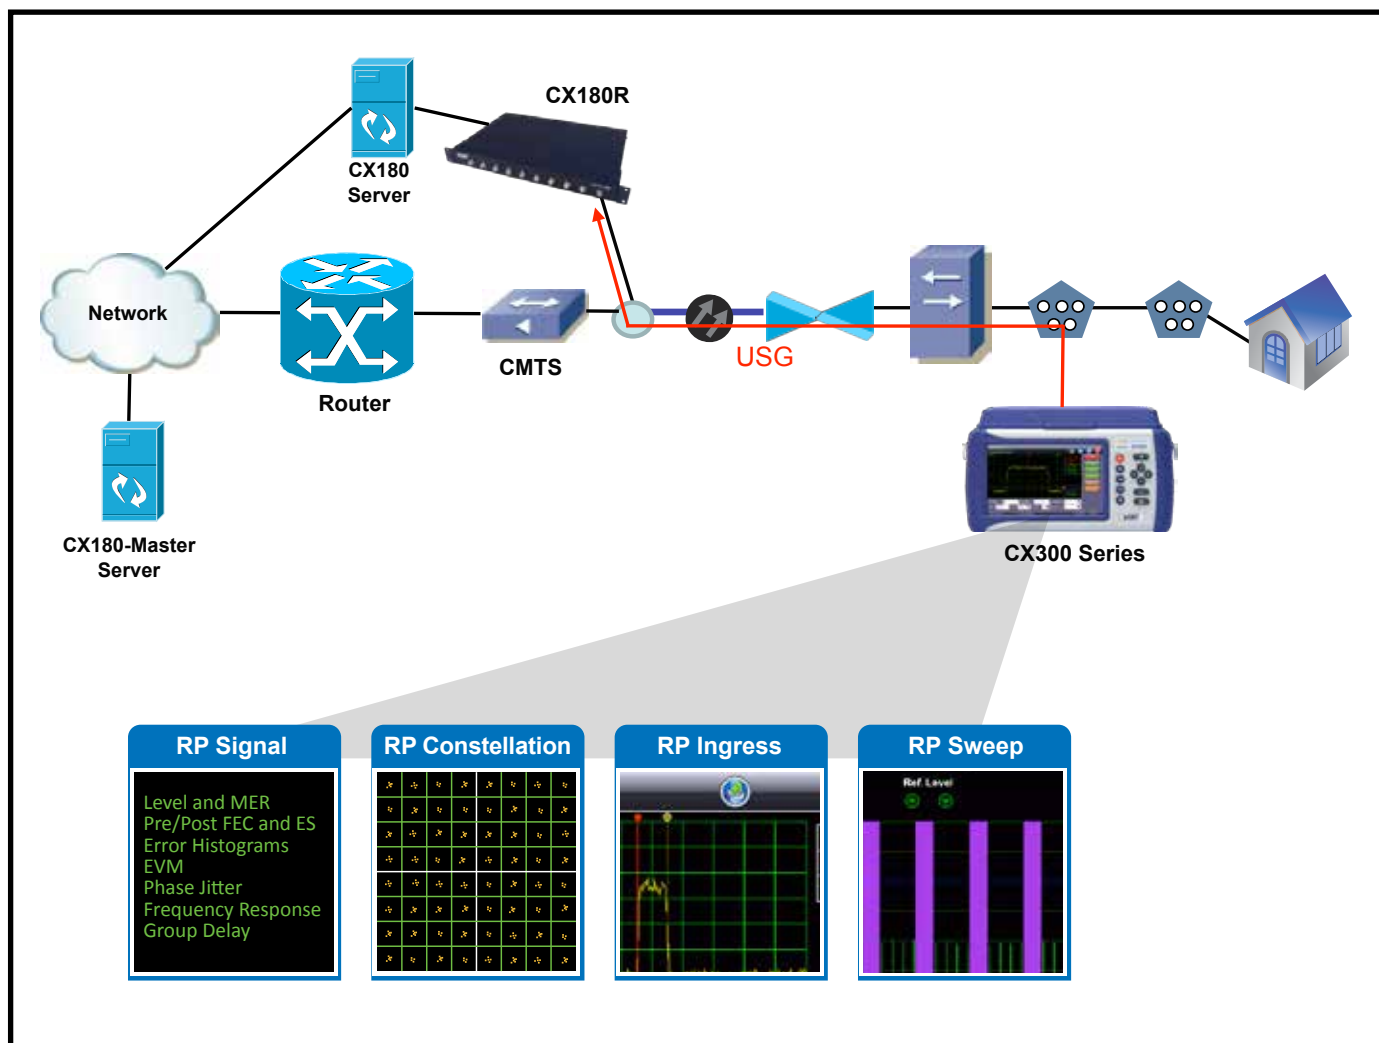 CX180R
CX180
Server
Network
Router
CMTS
USG
CX180-Master
Server
CX300 Series
RP Signal
Level and MER
Pre/Post FEC and ES
Error Histograms
EVM
Phase Jitter
Frequency Response
Group Delay
RP Constellation
RP Ingress
RP Sweep
Ref. Level